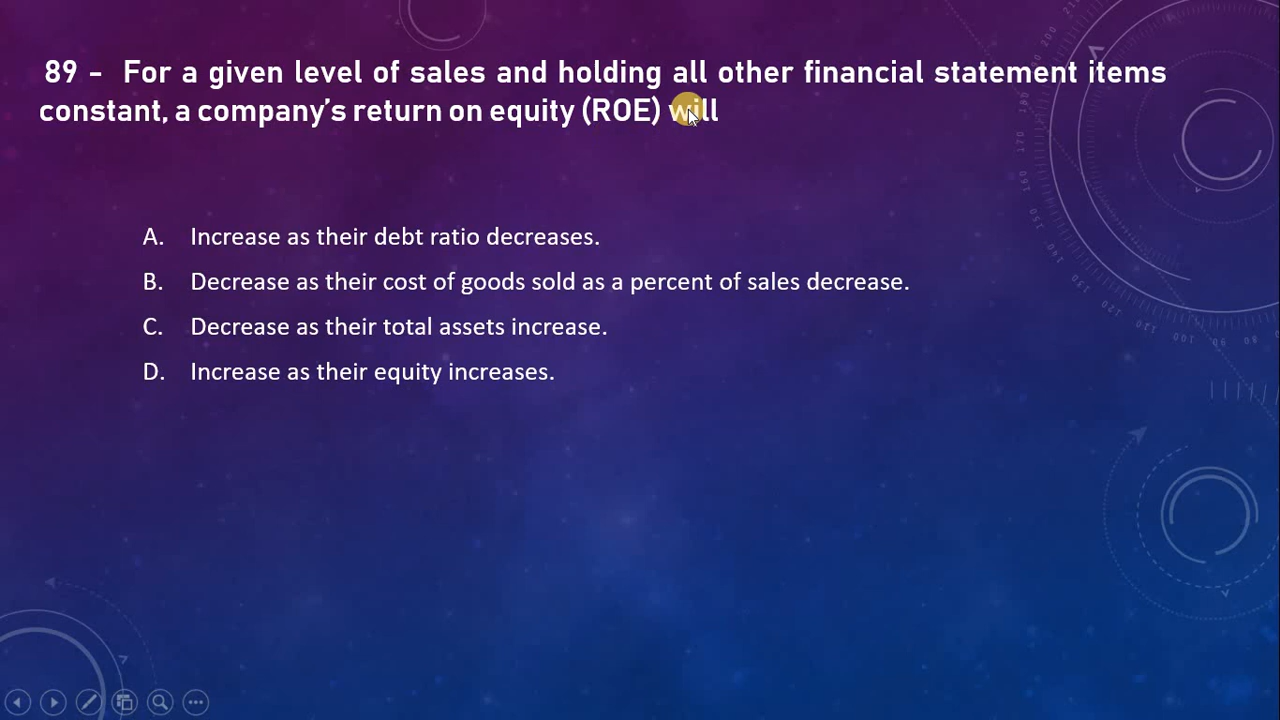 89 - For a given level of sales and holding all other financial statement items
constant, a company's return on equity (ROE) will
A. Increase as their debt ratio decreases.
B. Decrease as their cost of goods sold as a percent of sales decrease.
C. Decrease as their total assets increase.
D. Increase as their equity increases.